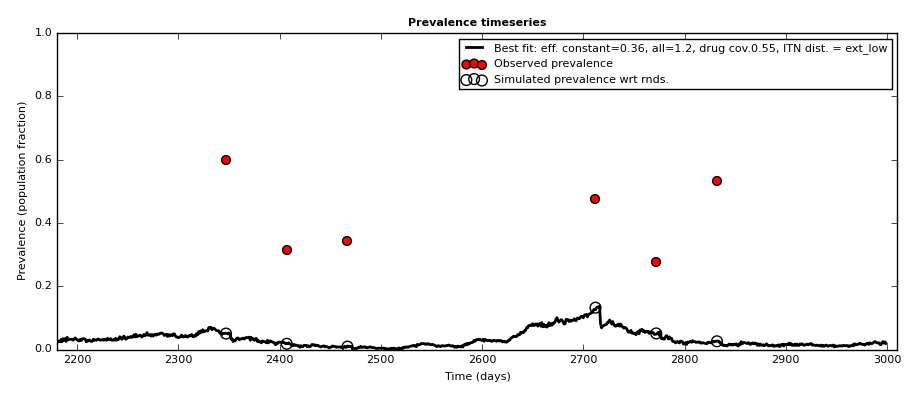 Prevalence timeseries
1.0
0.8
0.6
0.4
0.2
0.0
Prevalence (population fraction)
Best fit: eff. constant=0.36, all=1.2, drug cov.0.55, ITN dist. = ext_low
Observed prevalence
Simulated prevalence wrt rnds.
2200 2300 2400 2500 2600 2700 2800 2900 3000
Time (days)